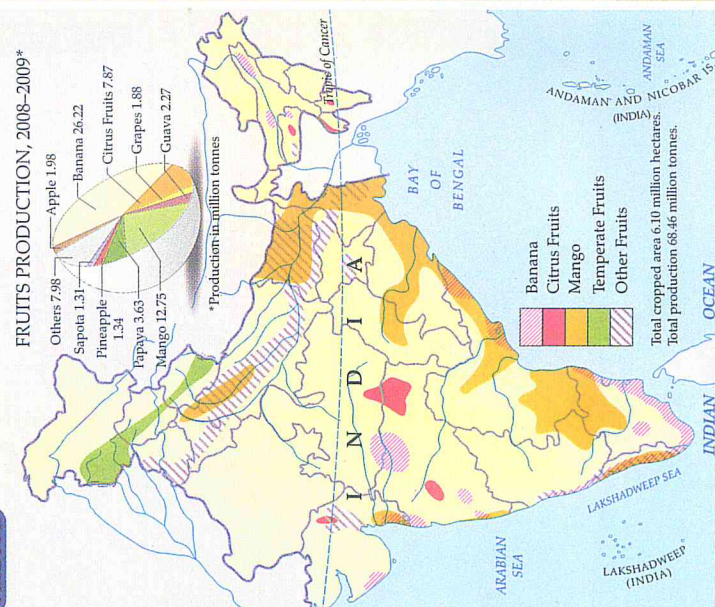 FRUITS PRODUCTION, 2008–2009*
Apple 1.98
Banana 26.22
Citrus Fruits 7.87
Grapes 1.88
Guava 2.27
Others 7.98
Sapota 1.31
Pineapple
1.34
Papaya 3.63
Mango 12.75
*Production in million tonnes
Tropic of Cancer
I N D I A
BAY
OF
BENGAL
ARABIAN
SEA
LAKSHADWEEP SEA
LAKSHADWEEP
(INDIA)
ANDAMAN AND NICOBAR IS.
(INDIA)
ANDAMAN
SEA
INDIAN OCEAN
Banana
Citrus Fruits
Mango
Temperate Fruits
Other Fruits
Total cropped area 6.10 million hectares.
Total production 68.46 million tonnes.